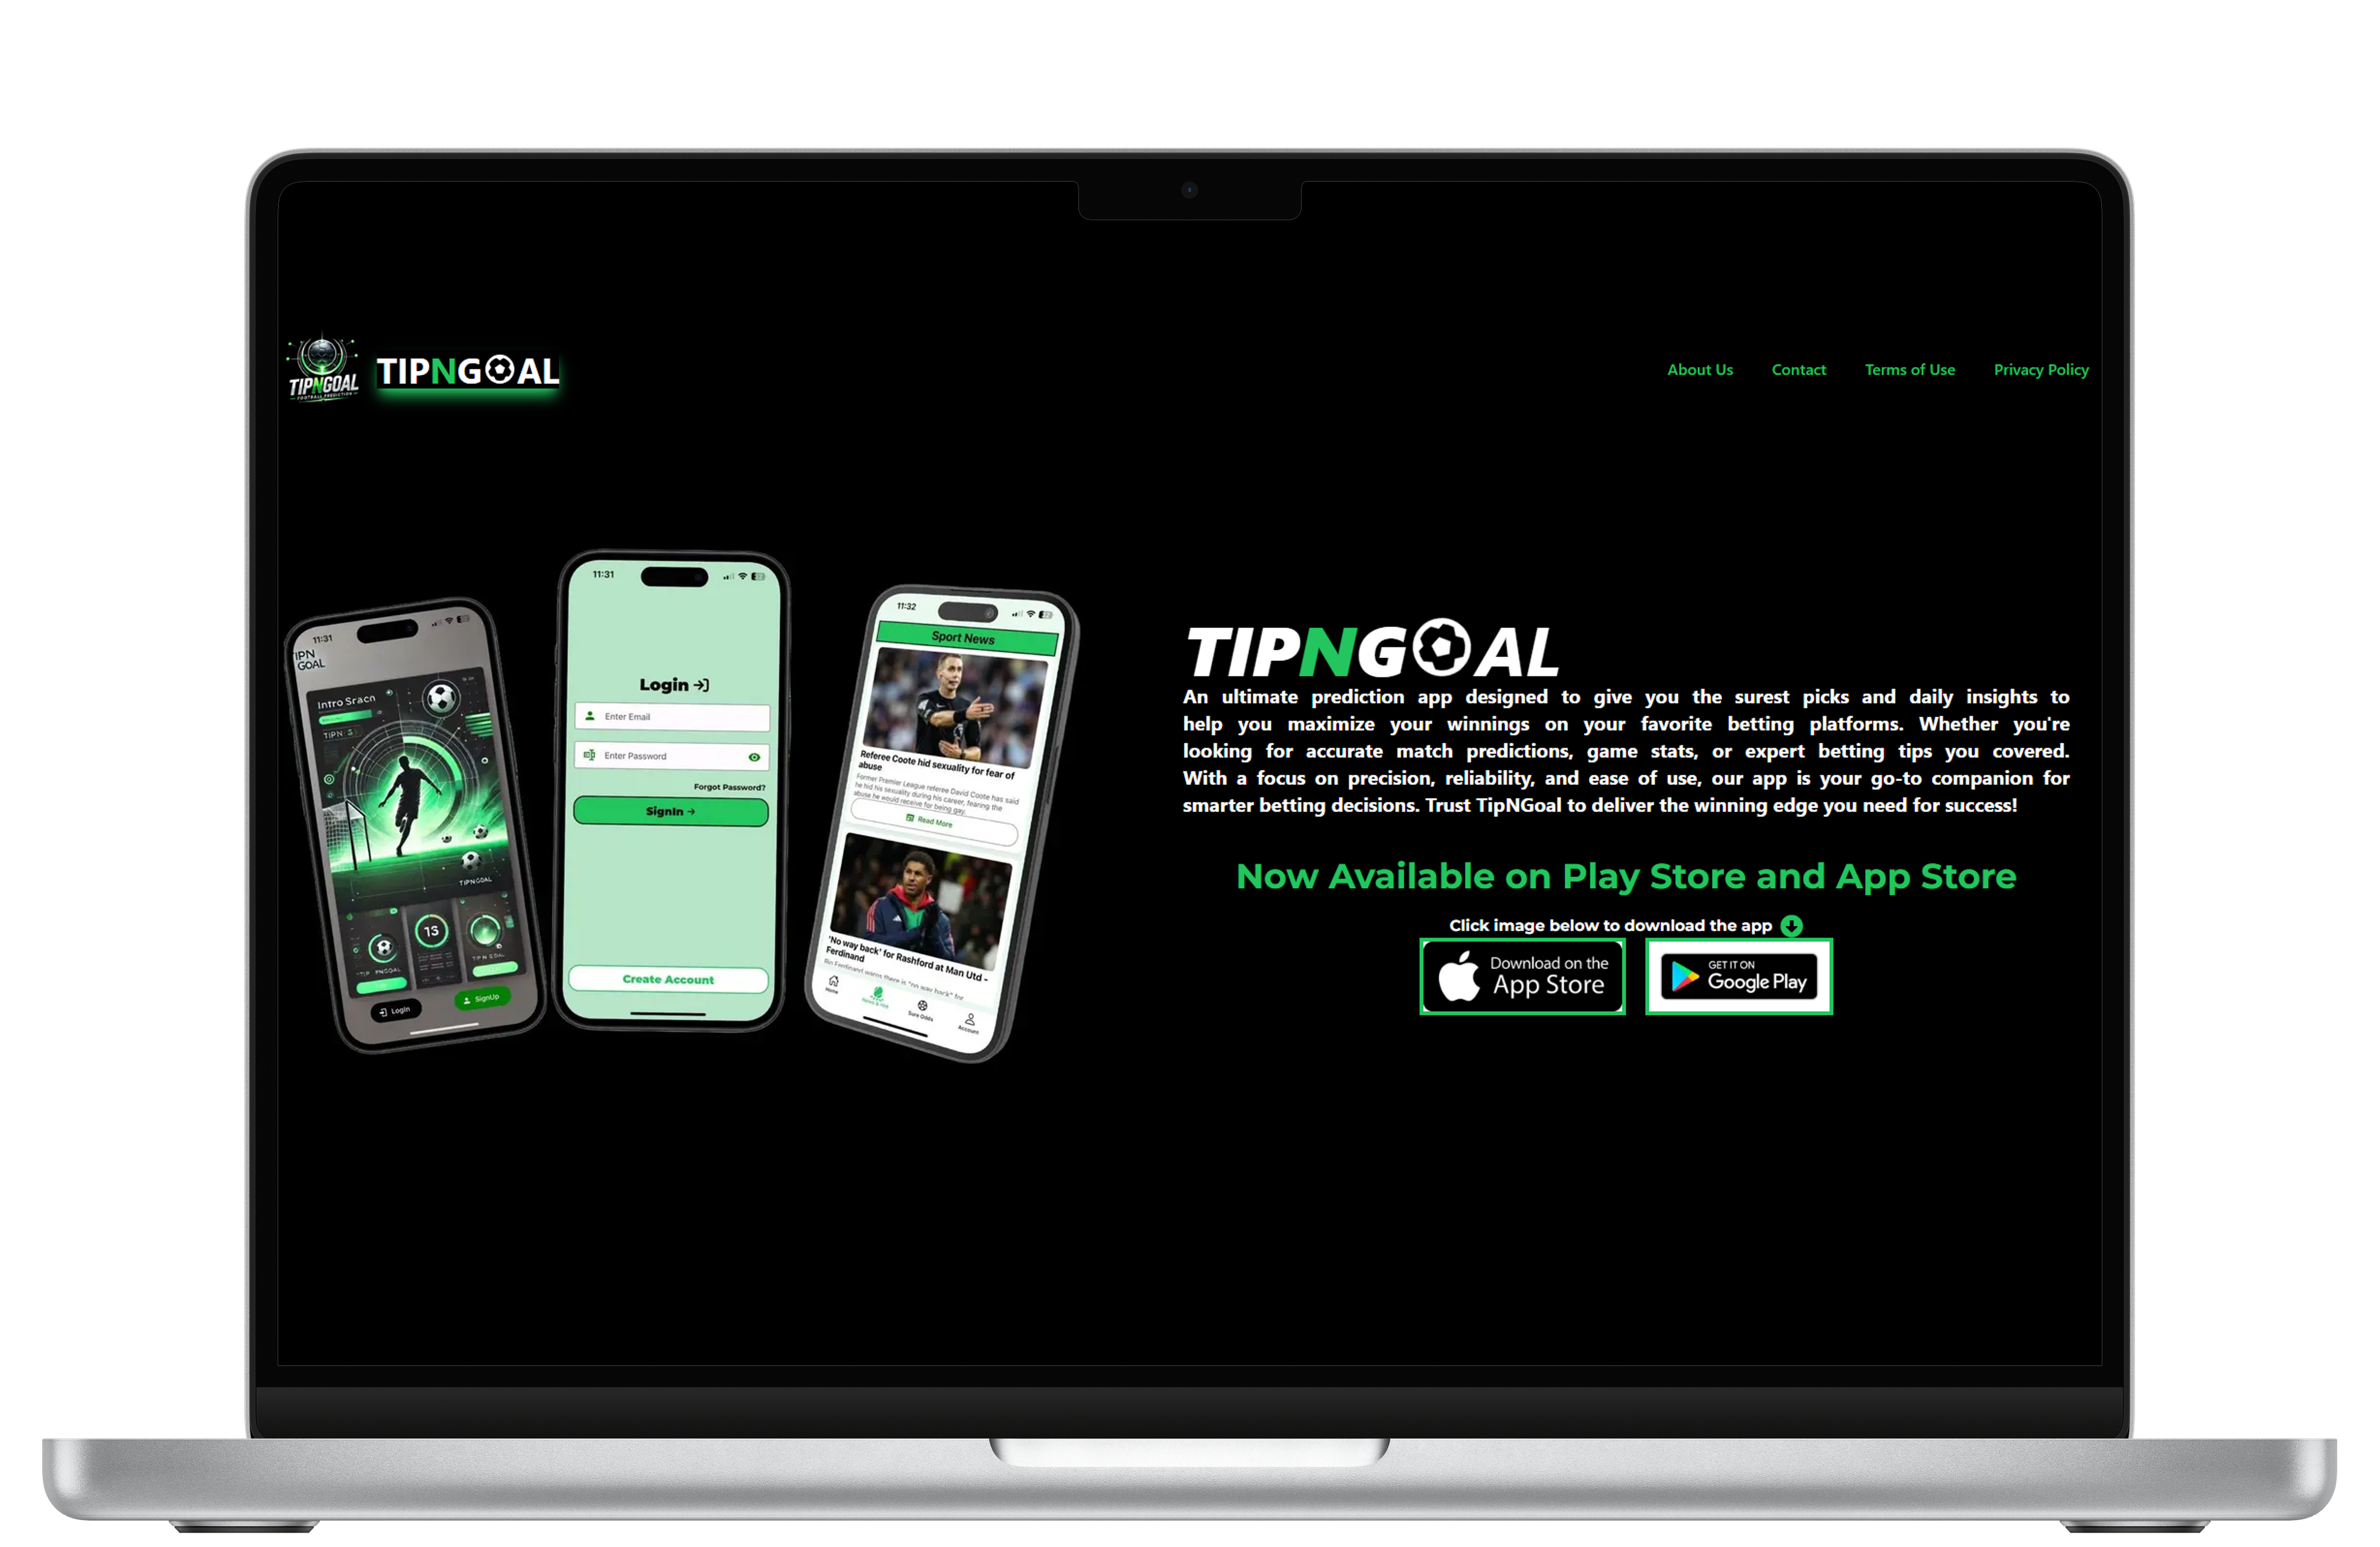 TIPNGOAL
FOOTBALL PREDICTION
TIPNGOAL
About Us
Contact
Terms of Use
Privacy Policy
11:31
TIPN
GOAL
Intro Sracn
TIPN
TIPNGOAL
13
Login
SignUp
11:31
Login
Enter Email
Enter Password
Forgot Password?
SignIn
Create Account
11:32
Sport News
Referee Coote hid sexuality for fear of
abuse
Former Premier League referee David Coote has said
he hid his sexuality during his career, fearing the
abuse he would receive for being gay.
Read More
'No way back' for Rashford at Man Utd -
Ferdinand
Rio Ferdinand warns there is "no way back" for
Home
Sure Odds
Account
TIPNGOAL
An ultimate prediction app designed to give you the surest picks and daily insights to
help you maximize your winnings on your favorite betting platforms. Whether you're
looking for accurate match predictions, game stats, or expert betting tips you covered.
With a focus on precision, reliability, and ease of use, our app is your go-to companion for
smarter betting decisions. Trust TipNGoal to deliver the winning edge you need for success!
Now Available on Play Store and App Store
Click image below to download the app
Download on the
App Store
GET IT ON
Google Play